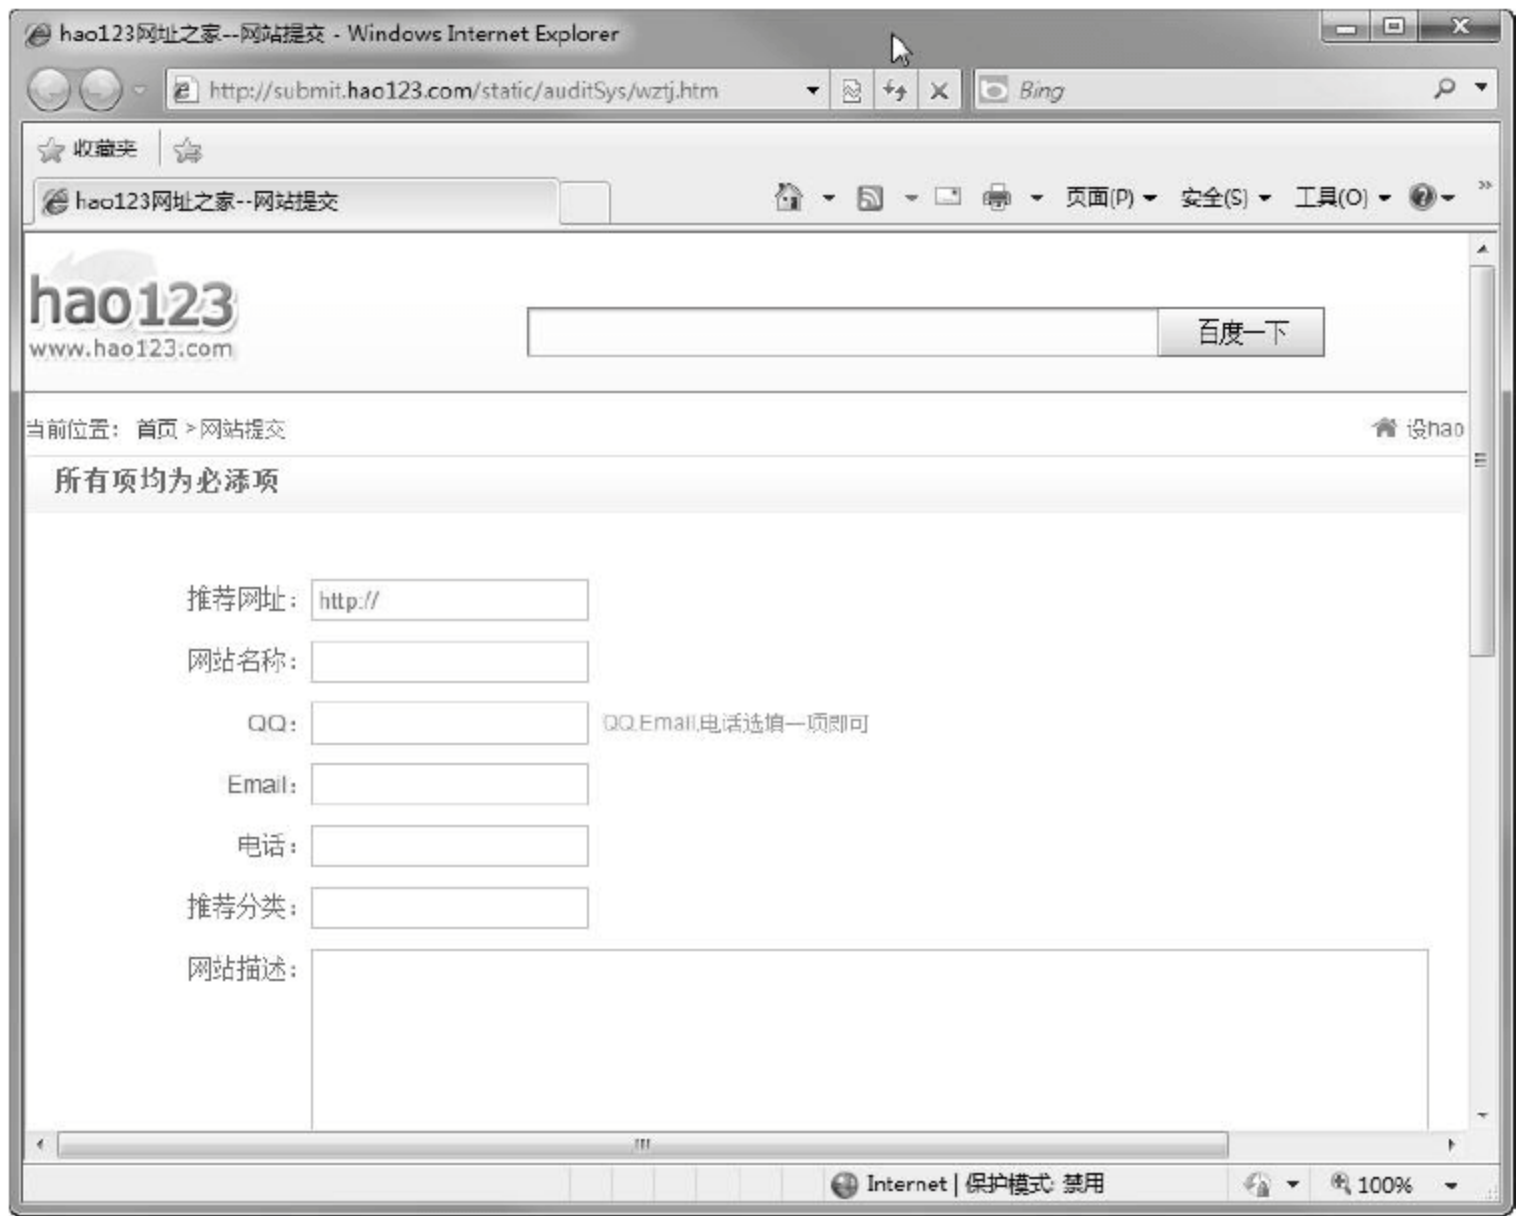 hao123网址之家--网站提交 - Windows Internet Explorer
http://submit.hao123.com/static/auditSys/wztj.htm
Bing
收藏夹
hao123网址之家--网站提交
页面(P) 安全(S) 工具(O)
hao123
www.hao123.com
百度一下
当前位置： 首页 > 网站提交
设hao
所有项均为必添项
推荐网址： http://
网站名称：
QQ： QQ,Email,电话选填一项即可
Email：
电话：
推荐分类：
网站描述：
Internet | 保护模式: 禁用
100%